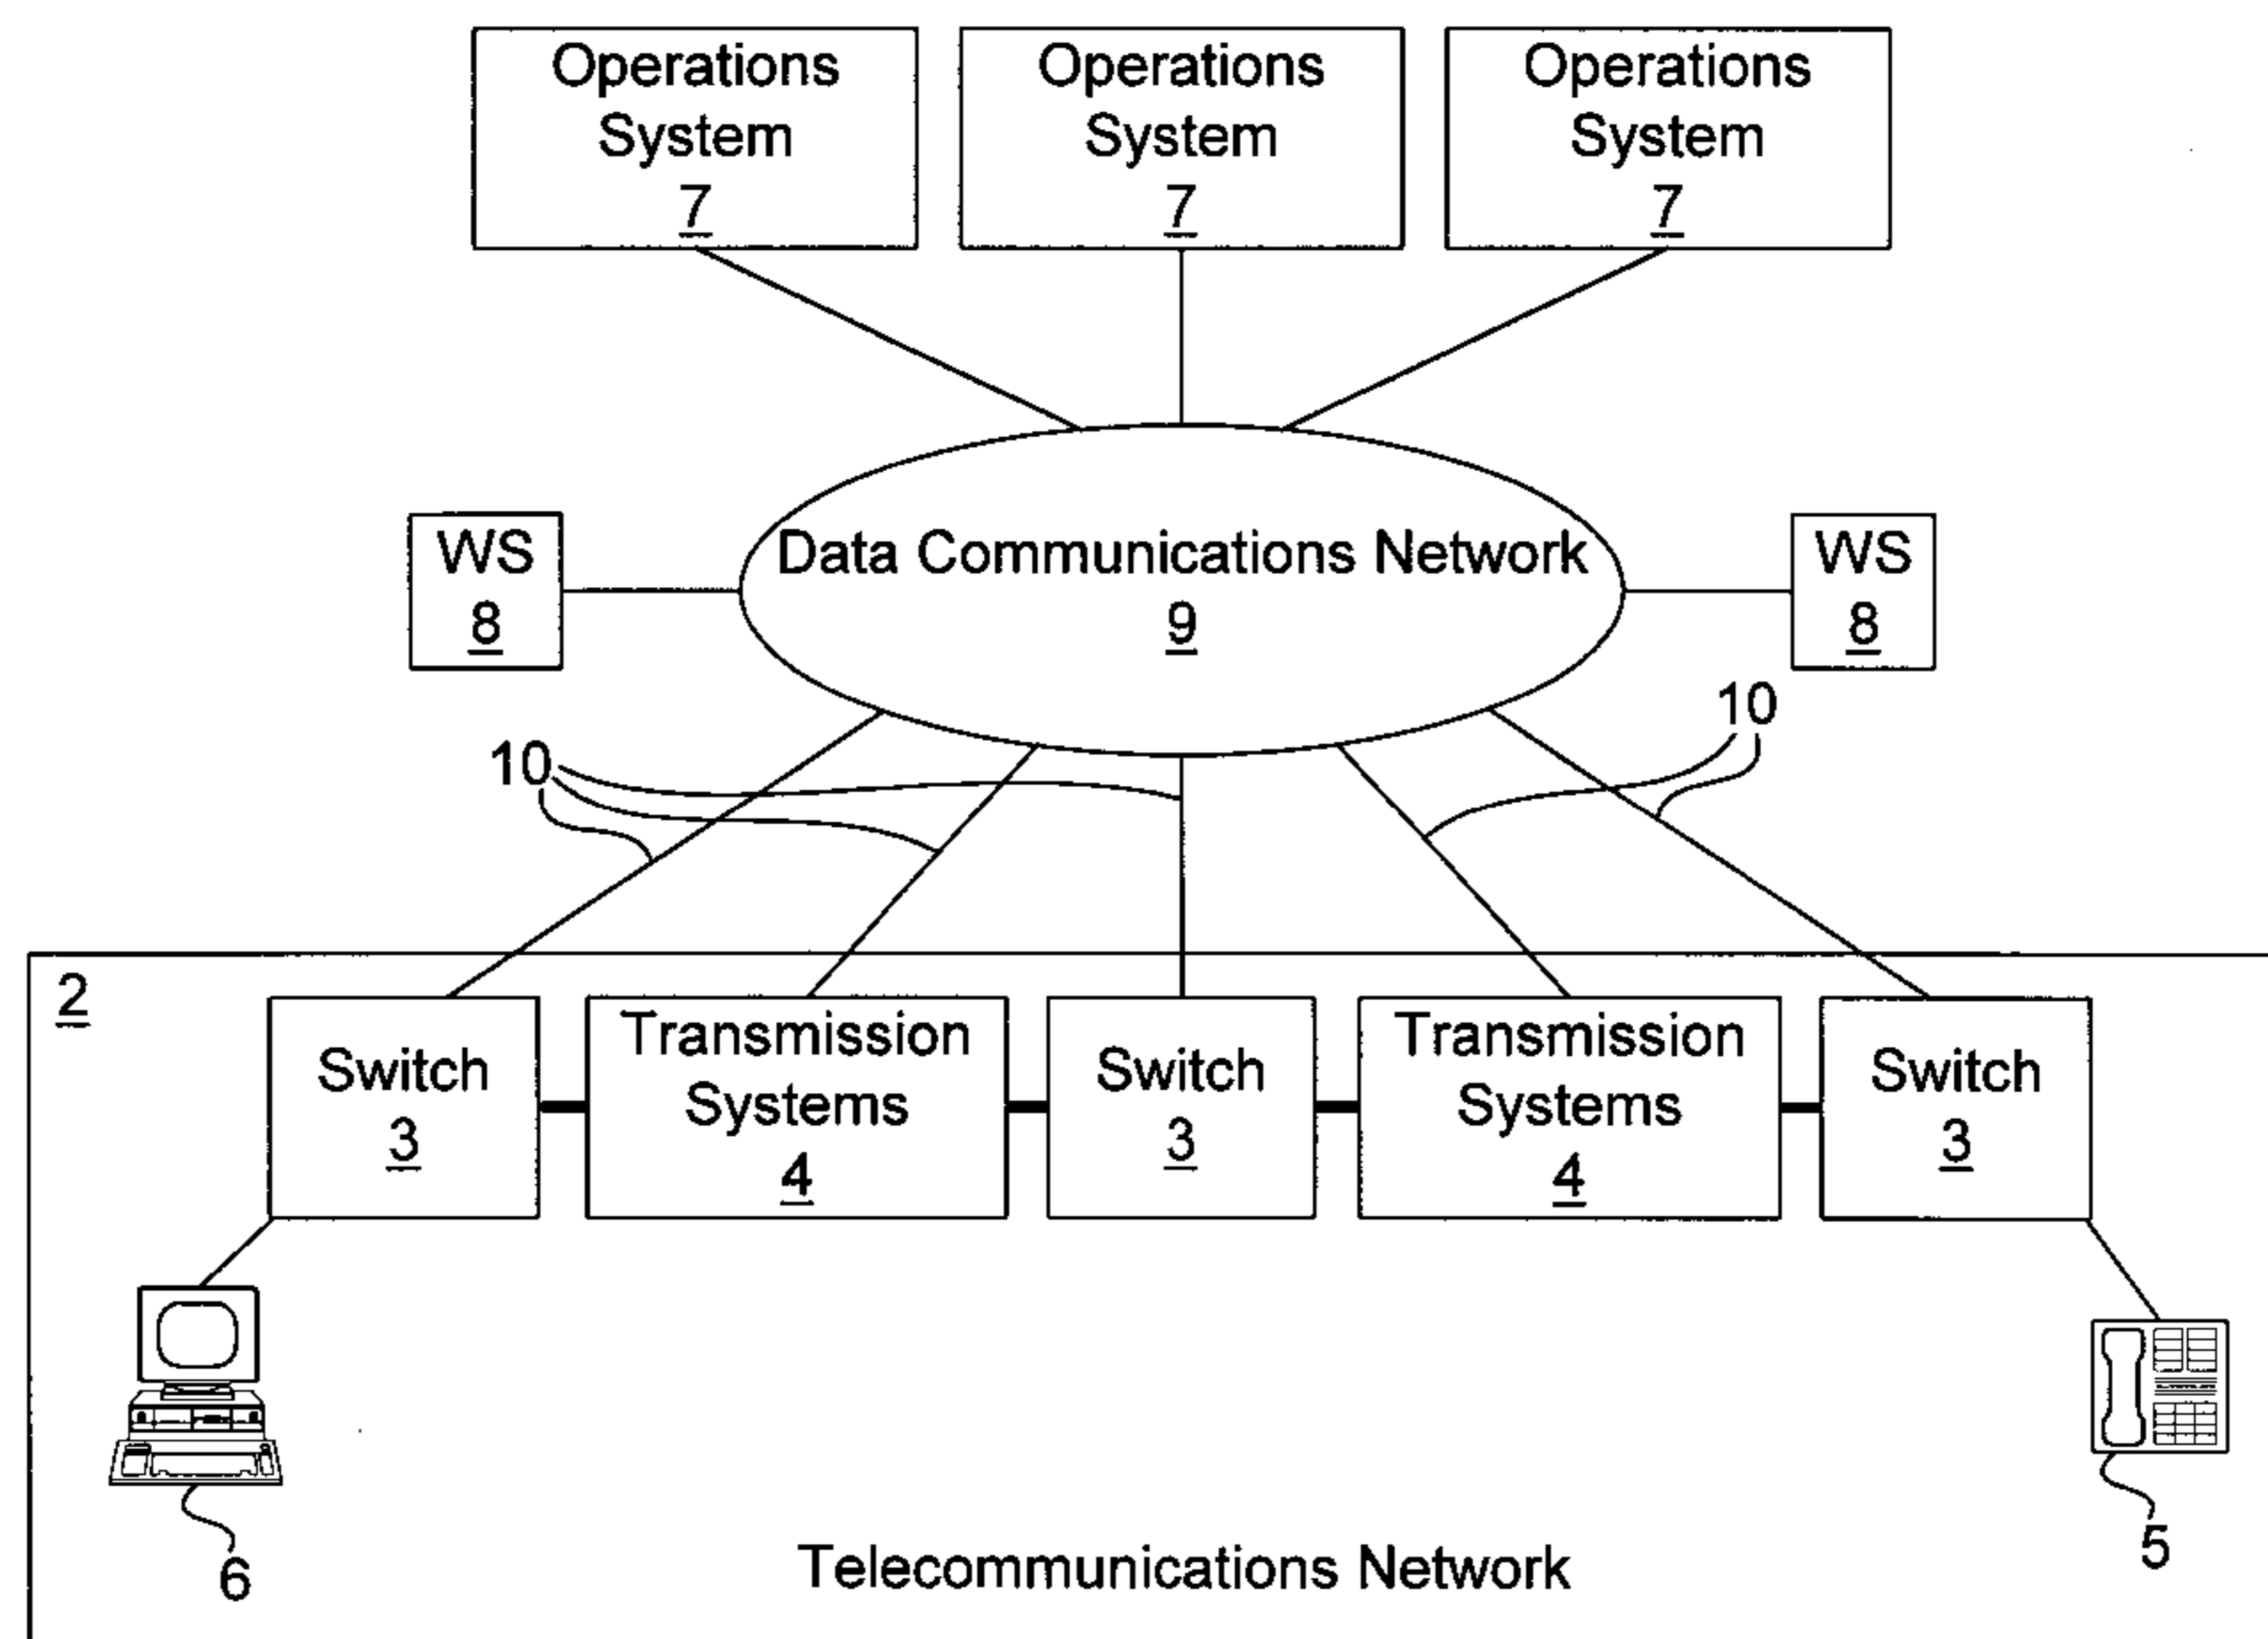 Operations
System
7
Operations
System
7
Operations
System
7
WS
8
Data Communications Network
9
WS
8
10
10
2
Switch
3
Transmission
Systems
4
Switch
3
Transmission
Systems
4
Switch
3
6
5
Telecommunications Network